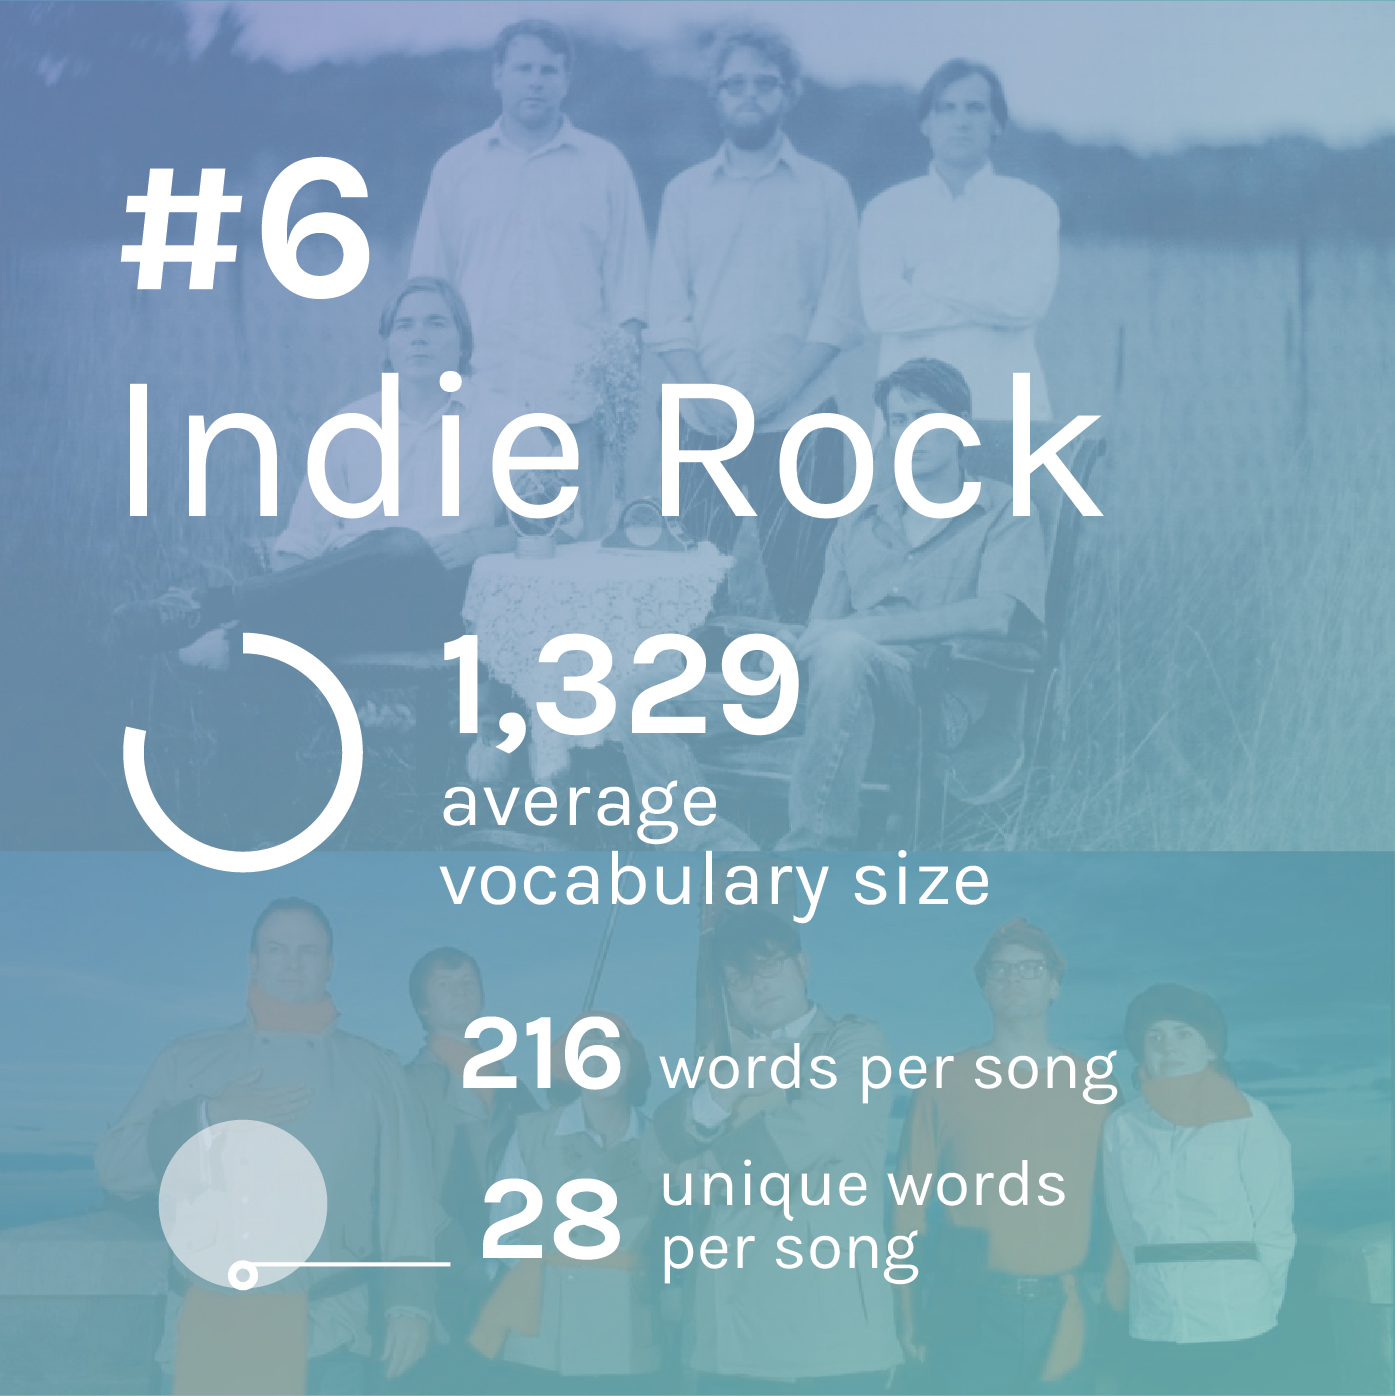 #6
Indie Rock
1,329
average
vocabulary size
216 words per song
28 unique words
per song